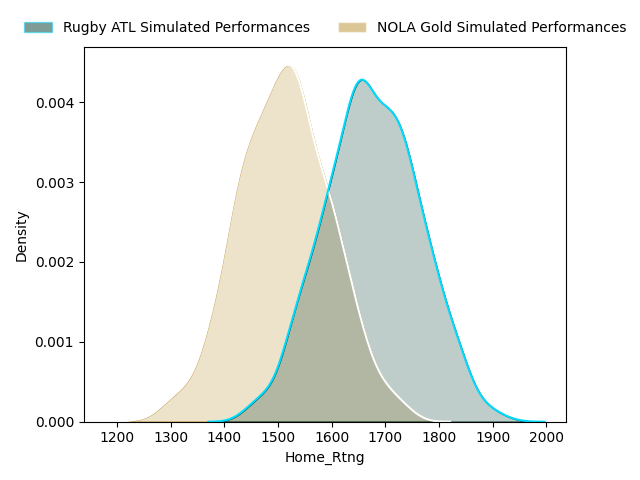 Rugby ATL Simulated Performances NOLA Gold Simulated Performances
0.004
0.003
0.002
0.001
0.000
Density
1200 1300 1400 1500 1600 1700 1800 1900 2000
Home_Rtng